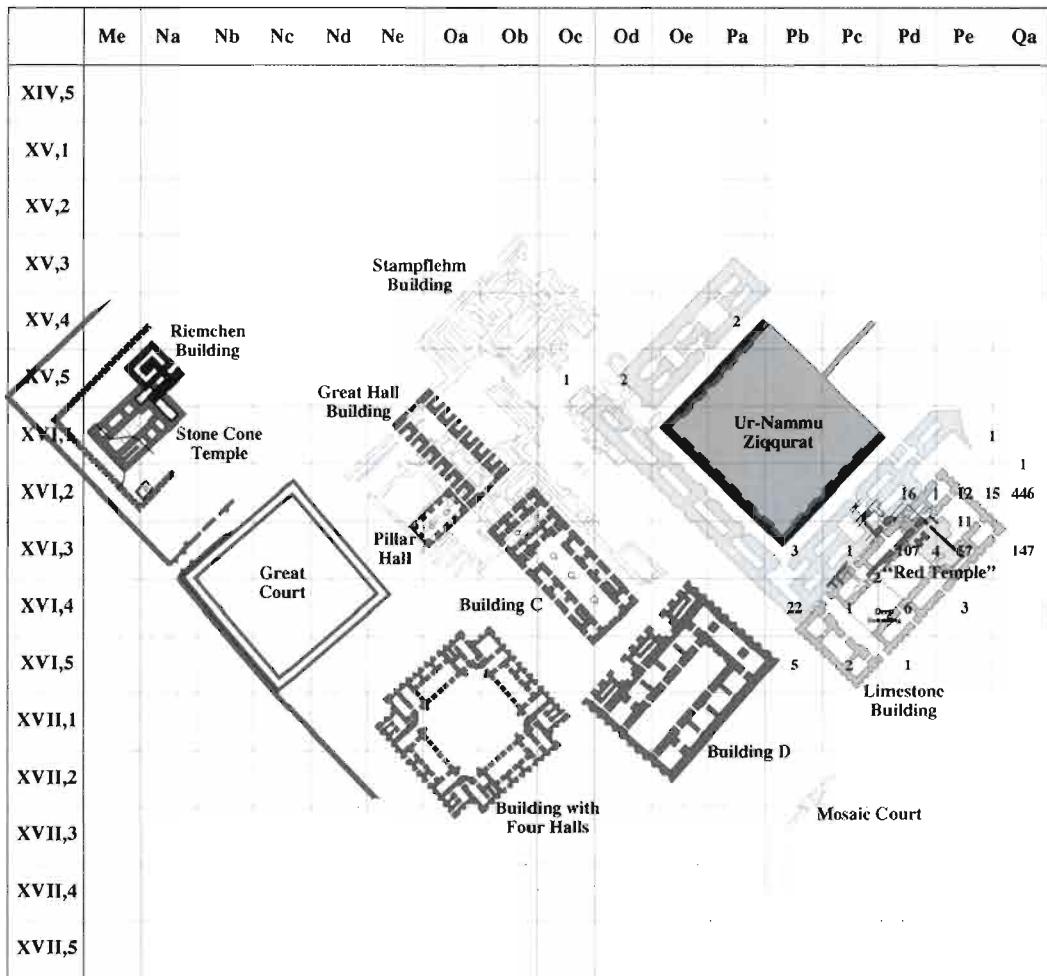 Me Na Nb Nc Nd Ne Oa Ob Oc Od Oe Pa Pb Pc Pd Pe Qa
XIV,5
XV,1
XV,2
XV,3
Stampflehm
Building
XV,4
2
Riemchen
Building
XV,5
1 2
Great Hall
Building
Ur-Nammu
Ziqqurat
XVI,1
Stone Cone
Temple
1
1
XVI,2
16 1 12 15 446
11
Pillar
Hall
XVI,3
3 1 107 4 67 147
Great
Court
"Red Temple"
2
Building C
XVI,4
22 1 6 3
XVI,5
5 2 1
Limestone
Building
XVII,1
Building D
XVII,2
Building with
Four Halls
Mosaic Court
XVII,3
XVII,4
XVII,5